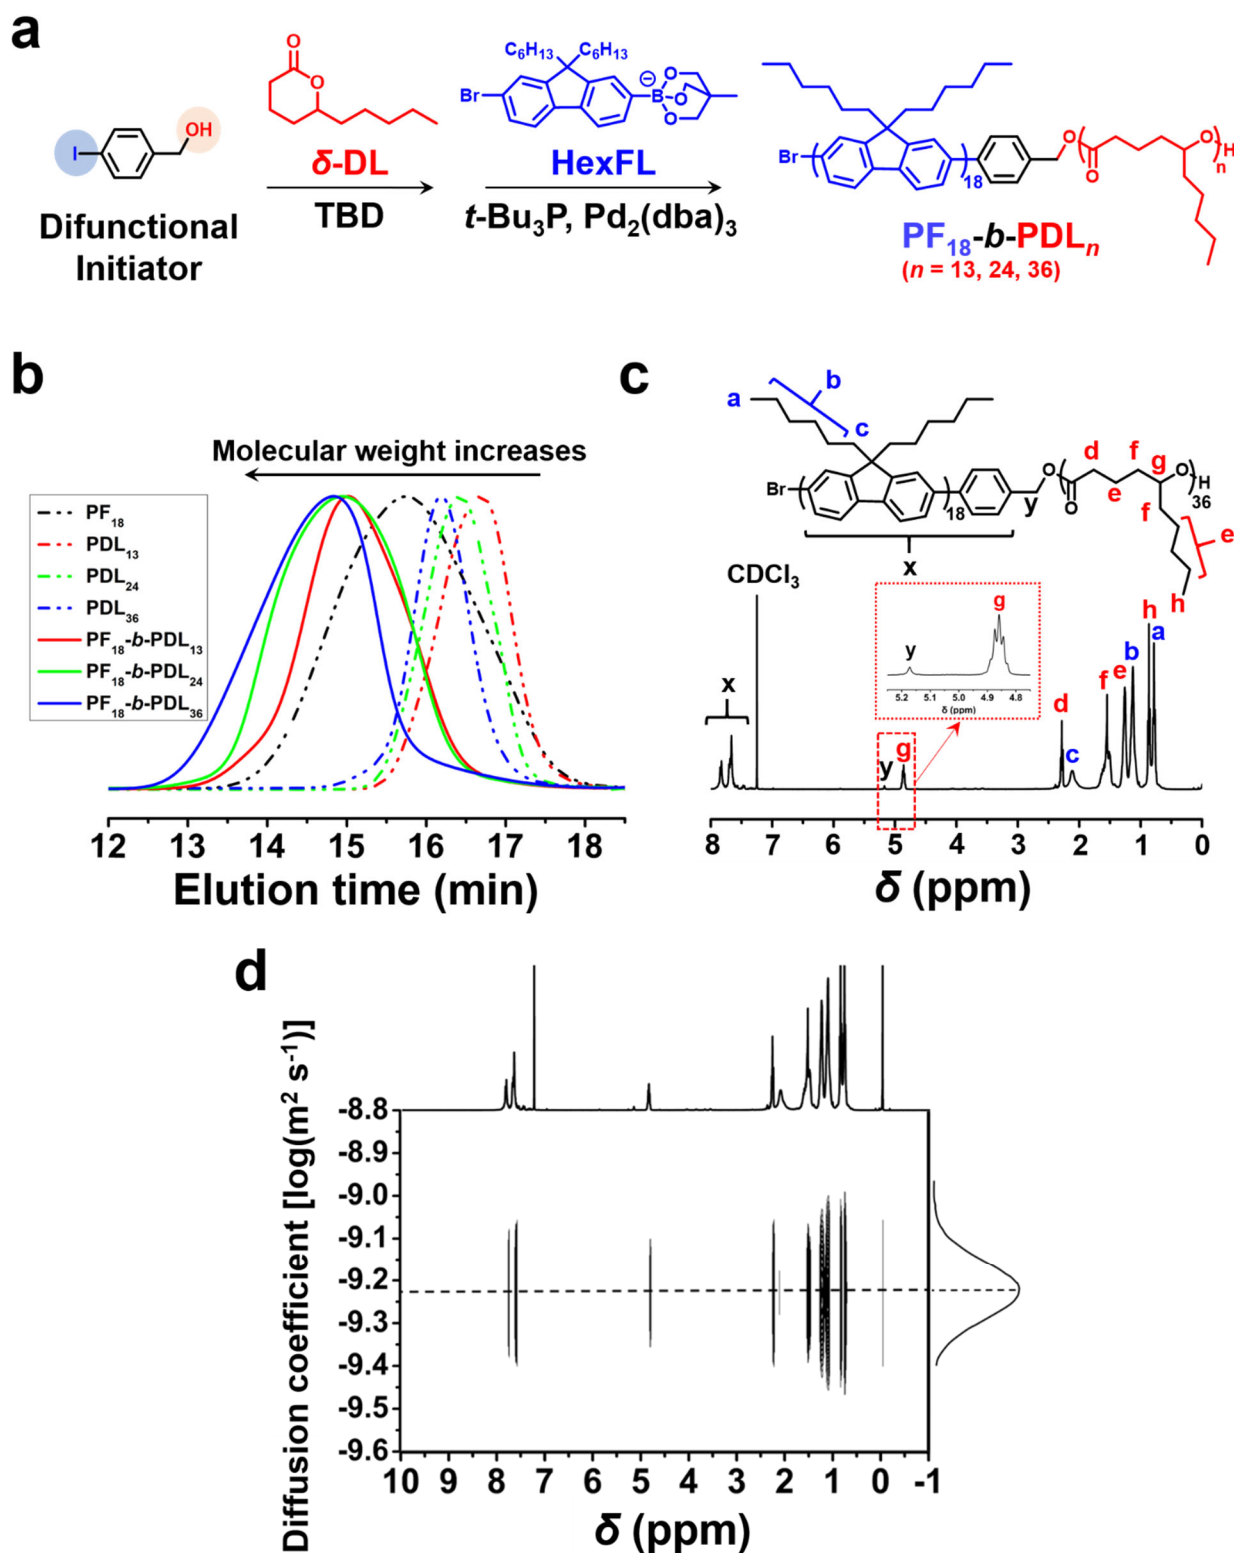 a
O
O
δ-DL
TBD
I
OH
Difunctional
Initiator
C₆H₁₃ C₆H₁₃
Br
B
⊖
O
O
O
HexFL
t-Bu₃P, Pd₂(dba)₃
Br
18
O
O
O
H
n
PF₁₈-b-PDLₙ
(n = 13, 24, 36)
b
Molecular weight increases
PF₁₈
PDL₁₃
PDL₂₄
PDL₃₆
PF₁₈-b-PDL₁₃
PF₁₈-b-PDL₂₄
PF₁₈-b-PDL₃₆
12 13 14 15 16 17 18
Elution time (min)
c
a
b
c
Br
18
y
O
O
O
H
36
d
e
f
g
f
e
h
x
CDCl₃
x
y
g
y
g
5.2 5.1 5.0 4.9 4.8
δ (ppm)
d
c
f
e
b
h
a
8 7 6 5 4 3 2 1 0
δ (ppm)
d
Diffusion coefficient [log(m² s⁻¹)]
-8.8
-8.9
-9.0
-9.1
-9.2
-9.3
-9.4
-9.5
-9.6
10 9 8 7 6 5 4 3 2 1 0 -1
δ (ppm)